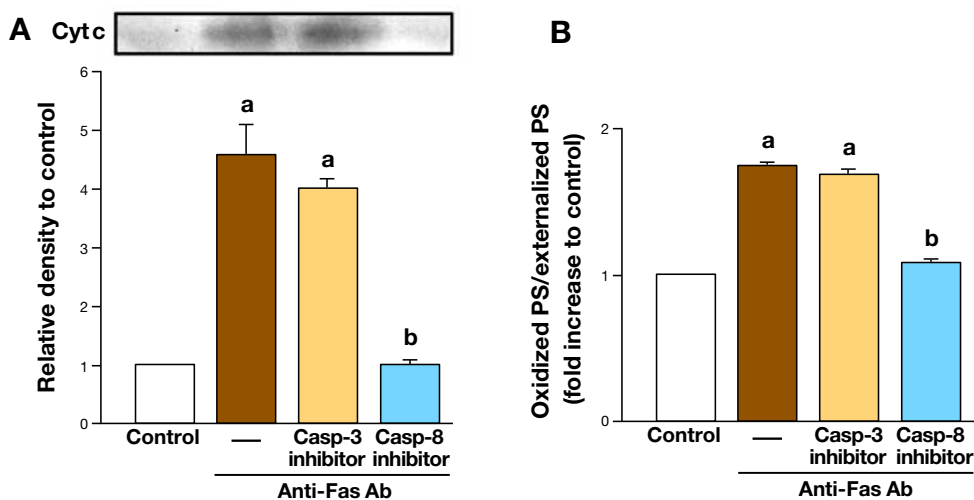 A
Cyt c
Relative density to control
6
5
4
3
2
1
0
a
a
b
Control
—
Casp-3
inhibitor
Casp-8
inhibitor
Anti-Fas Ab
B
Oxidized PS/externalized PS
(fold increase to control)
2
1
0
a
a
b
Control
—
Casp-3
inhibitor
Casp-8
inhibitor
Anti-Fas Ab